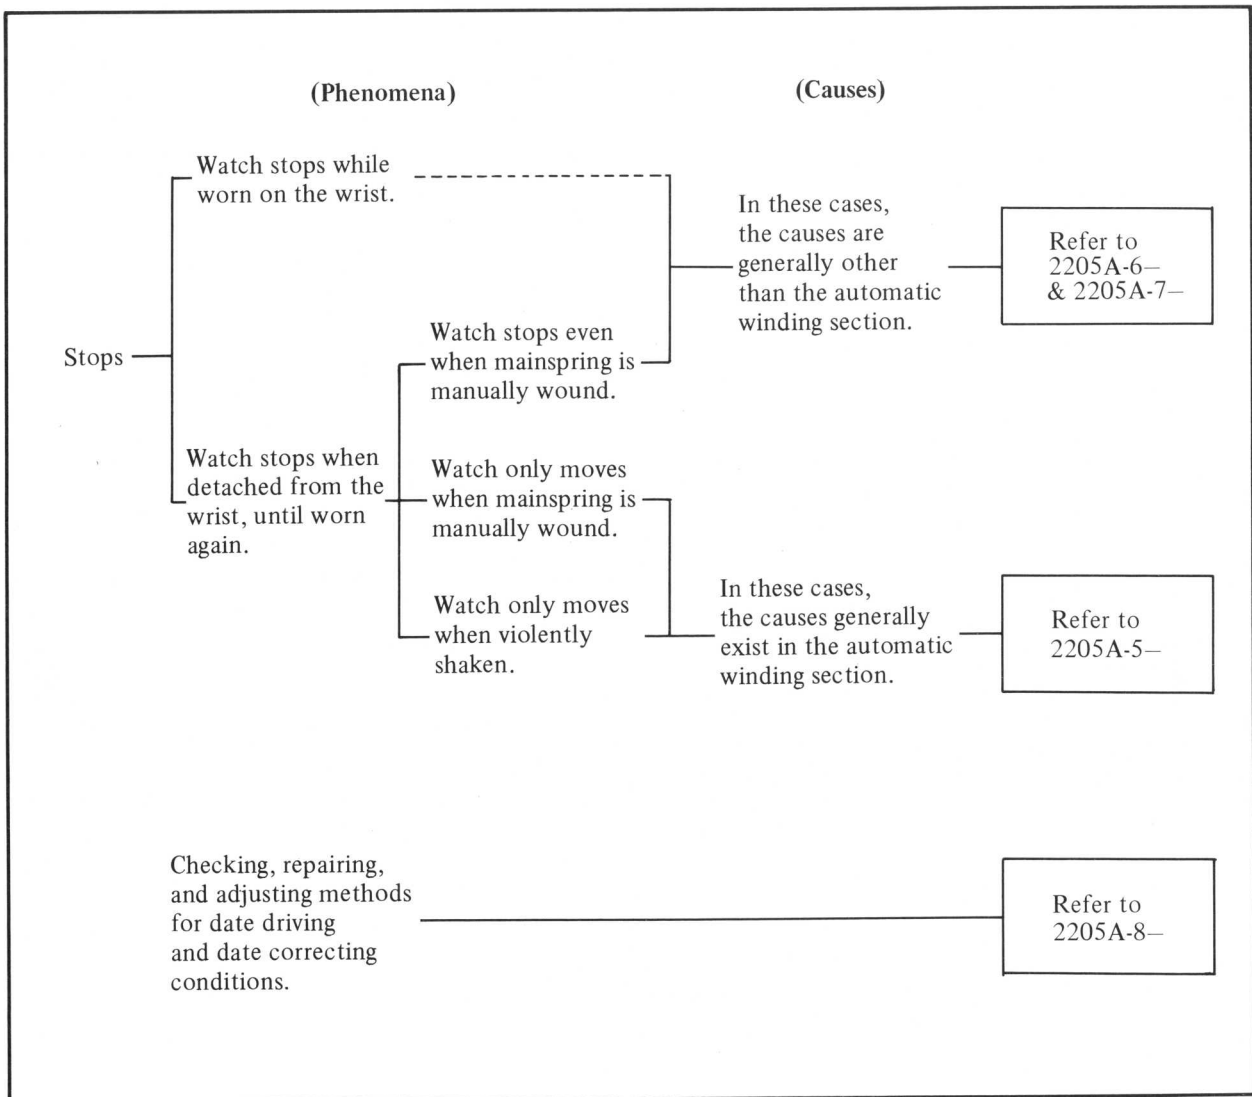 (Phenomena)
(Causes)
Watch stops while
worn on the wrist.
In these cases,
the causes are
generally other
than the automatic
winding section.
Refer to
2205A-6–
& 2205A-7–
Stops
Watch stops even
when mainspring is
manually wound.
Watch stops when
detached from the
wrist, until worn
again.
Watch only moves
when mainspring is
manually wound.
Watch only moves
when violently
shaken.
In these cases,
the causes generally
exist in the automatic
winding section.
Refer to
2205A-5–
Checking, repairing,
and adjusting methods
for date driving
and date correcting
conditions.
Refer to
2205A-8–